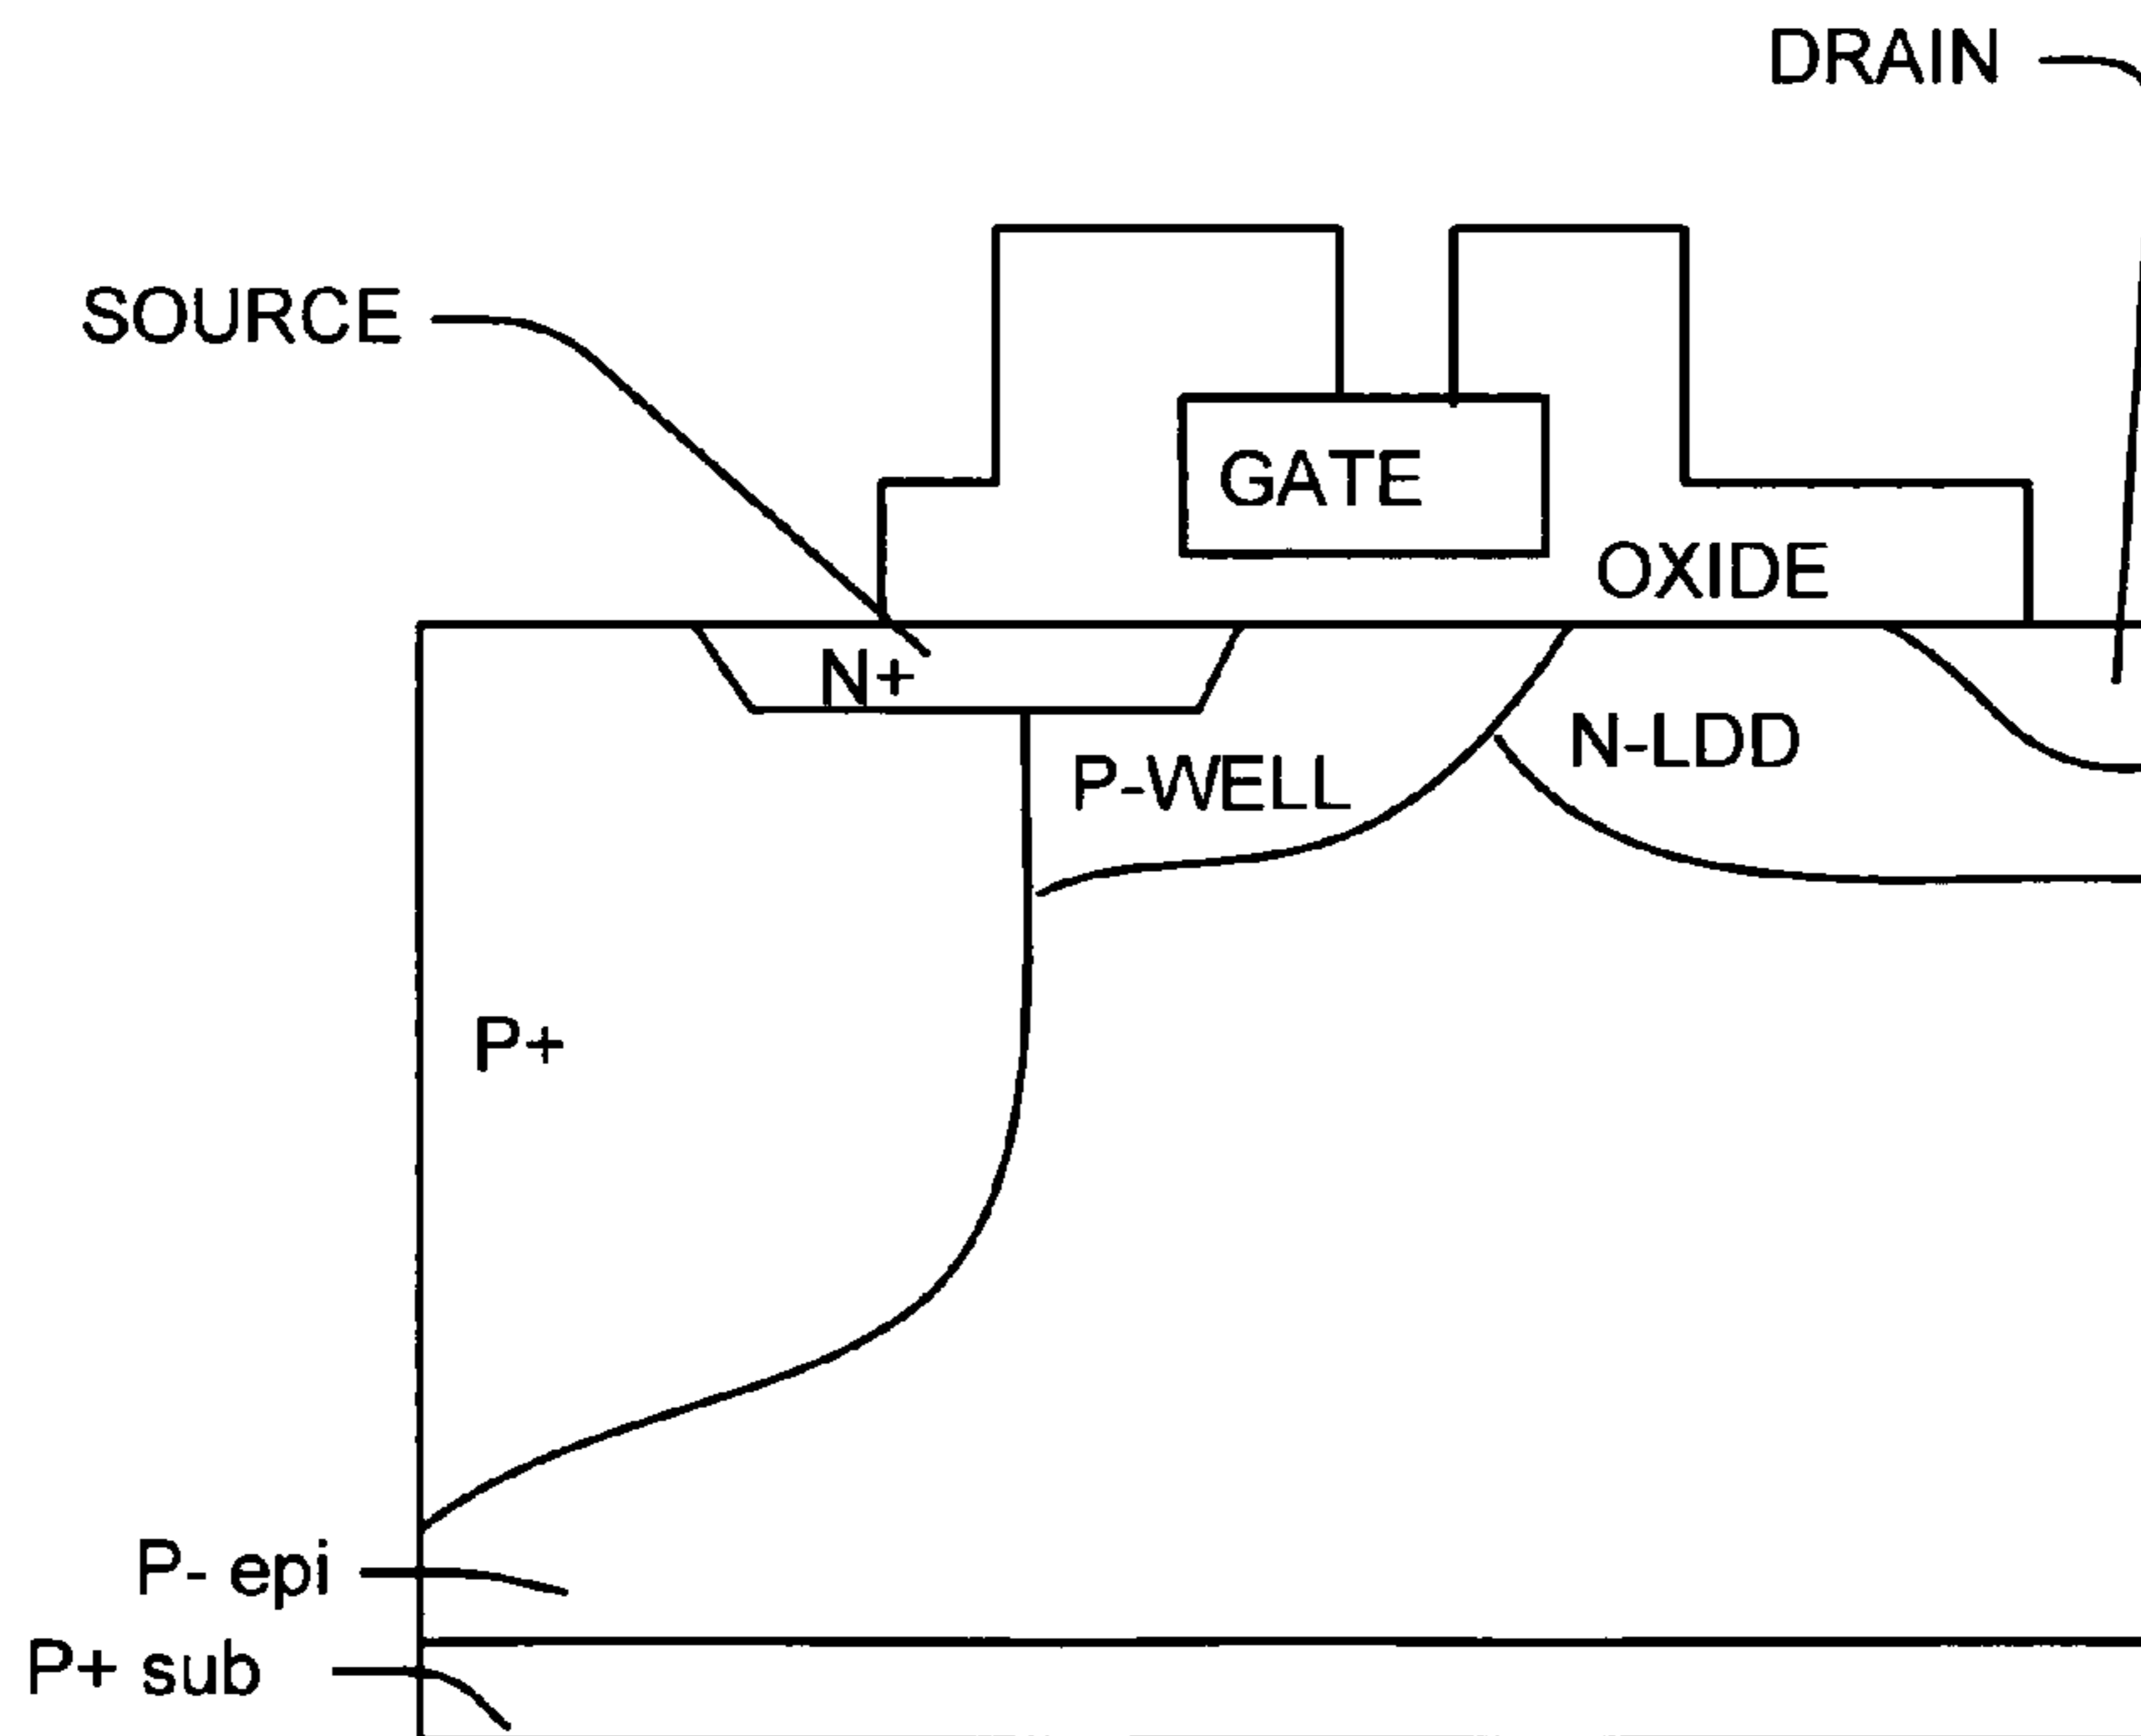 DRAIN
SOURCE
GATE
OXIDE
N+
N-LDD
P-WELL
P+
P- epi
P+ sub